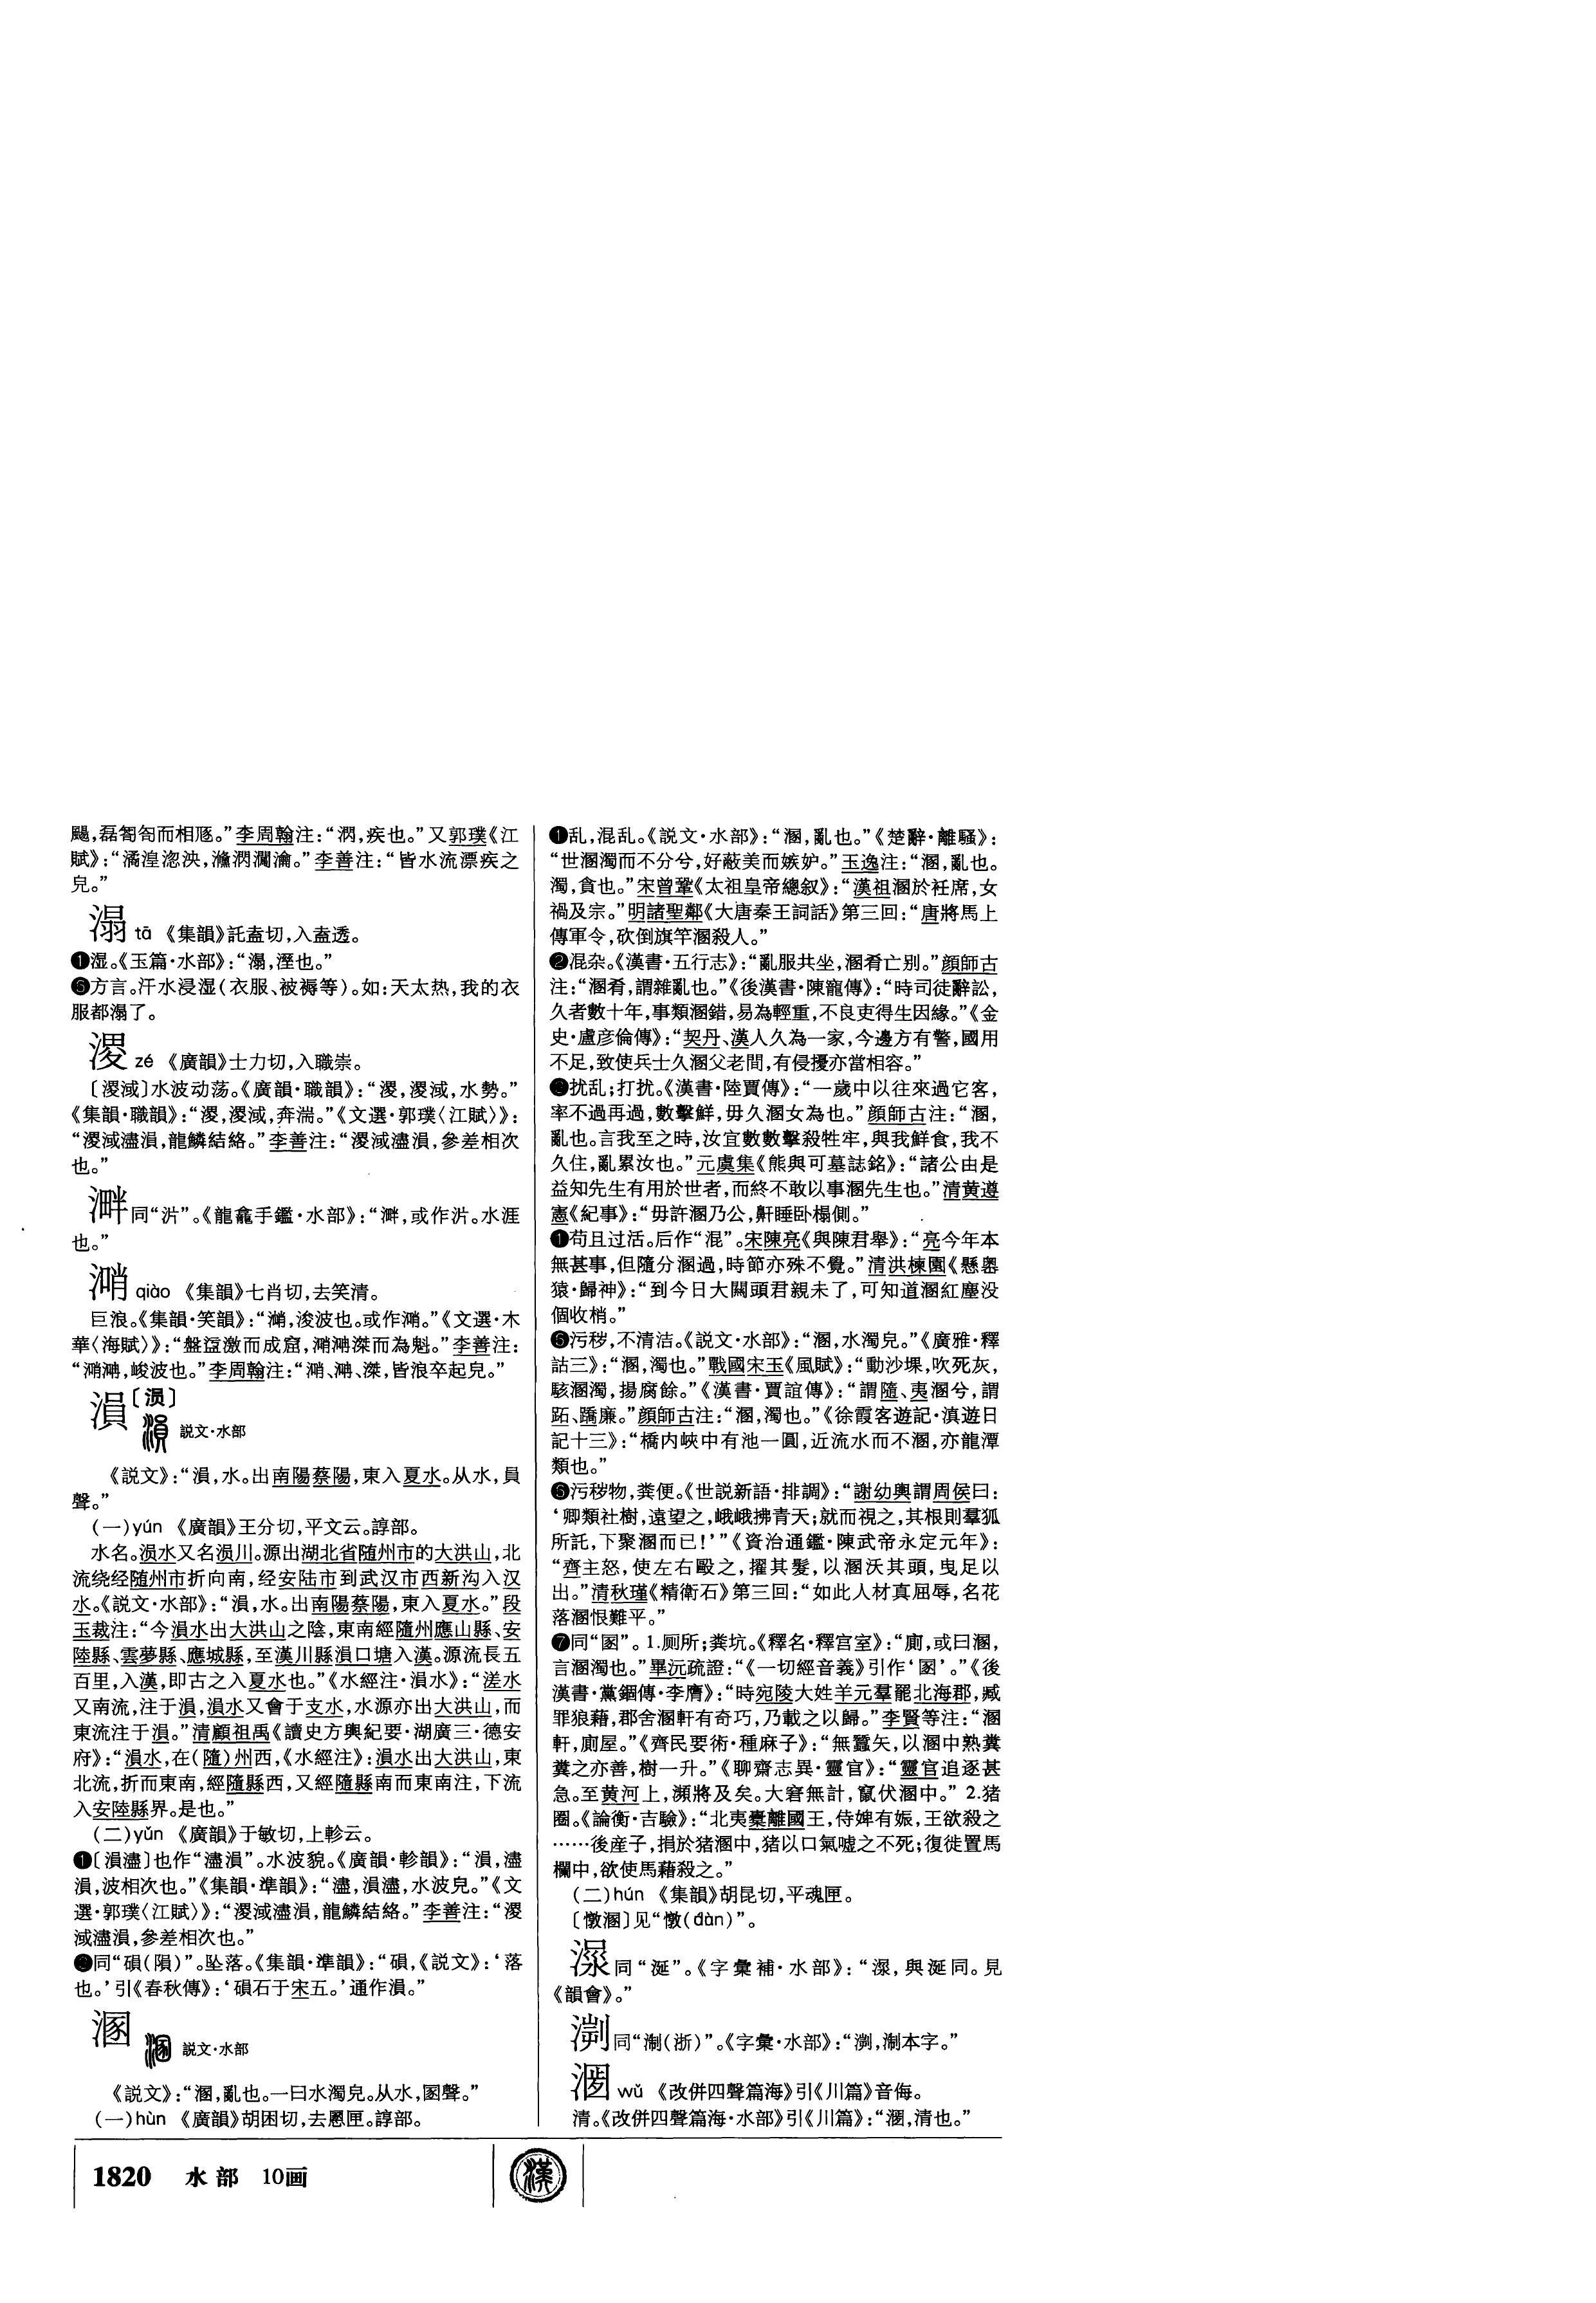 颺,磊匒匌而相豗。”李周翰注:“潤,疾也。”又郭璞《江
賦》:“潏湟淴泱,滫㶒㶒瀹。”李善注:“皆水流漂疾之
皃。”
溻 tā 《集韻》託盍切,入盍透。
❶湿。《玉篇·水部》:“溻,溼也。”
方言。汗水浸湿(衣服、被褥等)。如:天太热,我的衣
服都溻了。
溭 zé 《廣韻》士力切,入職崇。
〔溭淢〕水波动荡。《廣韻·職韻》:“溭,溭淢,水勢。”
《集韻·職韻》:“溭,溭淢,奔湍。”《文選·郭璞〈江賦〉》:
“溭淢濜溳,龍鱗結絡。”李善注:“溭淢濜溳,參差相次
也。”
同“汼”。《龍龕手鑑·水部》:“,或作。水涯
也。”
潲 qiào 《集韻》七肖切,去笑清。
巨浪。《集韻·笑韻》:“,浚波也。或作。”《文選·木
華〈海賦〉》:“盤盓激而成窟,㴥滐而為魁。”李善注:
“,峻波也。”李周翰注:“、、滐,皆浪卒起皃。”
溳〔涢〕
説文·水部
《説文》:“溳,水。出南陽蔡陽,東入夏水。从水,員
聲。”
(一)yún 《廣韻》王分切,平文云。諄部。
水名。涢水又名涢川。源出湖北省随州市的大洪山,北
流绕经随州市折向南,经安陆市到武汉市西新沟入汉
水。《説文·水部》:“溳,水。出南陽蔡陽,東入夏水。”段
玉裁注:“今溳水出大洪山之陰,東南經隨州應山縣、安
陸縣、雲夢縣、應城縣,至漢川縣溳口塘入漢。源流長五
百里,入漢,即古之入夏水也。”《水經注·溳水》:“溠水
又南流,注于溳,溳水又會于支水,水源亦出大洪山,而
東流注于溳。”清顧祖禹《讀史方輿紀要·湖廣三·德安
府》:“溳水,在(隨)州西,《水經注》:溳水出大洪山,東
北流,折而東南,經隨縣西,又經隨縣南而東南注,下流
入安陸縣界。是也。”
(二)yǔn 《廣韻》于敏切,上軫云。
❶〔溳濜〕也作“濜溳”。水波貌。《廣韻·軫韻》:“溳,濜
溳,波相次也。”《集韻·準韻》:“濜,溳濜,水波皃。”《文
選·郭璞〈江賦〉》:“溭淢濜溳,龍鱗結絡。”李善注:“溭
淢濜溳,參差相次也。”
❷同“磒(隕)”。坠落。《集韻·準韻》:“磒,《説文》:‘落
也。’引《春秋傳》:‘磒石于宋五。’通作溳。”
溷
説文·水部
《説文》:“溷,亂也。一曰水濁皃。从水,圂聲。”
(一)hùn 《廣韻》胡困切,去慁匣。諄部。
❶乱,混乱。《説文·水部》:“溷,亂也。”《楚辭·離騷》:
“世溷濁而不分兮,好蔽美而嫉妒。”王逸注:“溷,亂也。
濁,貪也。”宋曾鞏《太祖皇帝總叙》:“漢祖溷於衽席,女
禍及宗。”明諸聖鄰《大唐秦王詞話》第三回:“唐將馬上
傳軍令,砍倒旗竿溷殺人。”
❷混杂。《漢書·五行志》:“亂服共坐,溷肴亡别。”顔師古
注:“溷肴,謂雜亂也。”《後漢書·陳寵傳》:“時司徒辭訟,
久者數十年,事類溷錯,易為輕重,不良吏得生因緣。”《金
史·盧彦倫傳》:“契丹、漢人久為一家,今邊方有警,國用
不足,致使兵士久溷父老間,有侵擾亦當相容。”
扰乱;打扰。《漢書·陸賈傳》:“一歲中以往來過它客,
率不過再過,數擊鮮,毋久溷女為也。”顔師古注:“溷,
亂也。言我至之時,汝宜數數擊殺牲牢,與我鮮食,我不
久住,亂累汝也。”元虞集《熊與可墓誌銘》:“諸公由是
益知先生有用於世者,而終不敢以事溷先生也。”清黄遵
憲《紀事》:“毋許溷乃公,鼾睡卧榻側。”
苟且过活。后作“混”。宋陳亮《與陳君舉》:“亮今年本
無甚事,但隨分溷過,時節亦殊不覺。”清洪楝園《懸嶴
猿·歸神》:“到今日大關頭君親未了,可知道溷紅塵没
個收梢。”
污秽,不清洁。《説文·水部》:“溷,水濁皃。”《廣雅·釋
詁三》:“溷,濁也。”戰國宋玉《風賦》:“動沙堁,吹死灰,
駭溷濁,揚腐餘。”《漢書·賈誼傳》:“謂隨、夷溷兮,謂
跖、蹻廉。”顔師古注:“溷,濁也。”《徐霞客遊記·滇遊日
記十三》:“橋内峽中有池一圓,近流水而不溷,亦龍潭
類也。”
污秽物,粪便。《世説新語·排調》:“謝幼輿謂周侯曰:
‘卿類社樹,遠望之,峨峨拂青天;就而視之,其根則羣狐
所託,下聚溷而已!’”《資治通鑑·陳武帝永定元年》:
“齊主怒,使左右毆之,擢其髮,以溷沃其頭,曳足以
出。”清秋瑾《精衛石》第三回:“如此人材真屈辱,名花
落溷恨難平。”
❼同“圂”。1.厕所;粪坑。《釋名·釋宫室》:“廁,或曰溷,
言溷濁也。”畢沅疏證:“《一切經音義》引作‘圂’。”《後
漢書·黨錮傳·李膺》:“時宛陵大姓羊元羣罷北海郡,臧
罪狼藉,郡舍溷軒有奇巧,乃載之以歸。”李賢等注:“溷
軒,廁屋。”《齊民要術·種麻子》:“無蠶矢,以溷中熟糞
糞之亦善,樹一升。”《聊齋志異·靈官》:“靈官追逐甚
急。至黄河上,瀕將及矣。大窘無計,竄伏溷中。” 2.猪
圈。《論衡·吉驗》:“北夷橐離國王,侍婢有娠,王欲殺之
……後産子,捐於猪溷中,猪以口氣嘘之不死;復徙置馬
欄中,欲使馬藉殺之。”
(二)hún 《集韻》胡昆切,平魂匣。
〔憞溷〕见“憞(dàn)”。
同“涎”。《字彙補·水部》:“,與涎同。見
《韻會》。”
同“淛(浙)”。《字彙·水部》:“,淛本字。”
wǔ 《改併四聲篇海》引《川篇》音侮。
清。《改併四聲篇海·水部》引《川篇》:“,清也。”
1820 水部 10画
漢